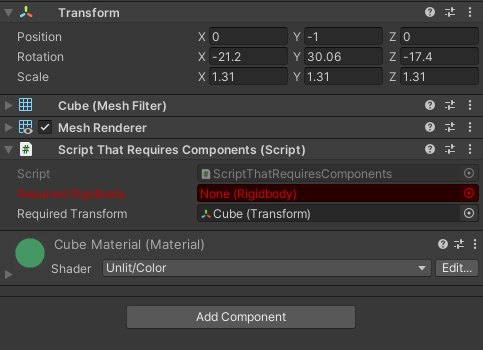 Transform
Position X 0 Y -1 Z 0
Rotation X -21.2 Y 30.06 Z -17.4
Scale X 1.31 Y 1.31 Z 1.31
Cube (Mesh Filter)
Mesh Renderer
Script That Requires Components (Script)
Script ScriptThatRequiresComponents
Required Rigidbody None (Rigidbody)
Required Transform Cube (Transform)
Cube Material (Material)
Shader Unlit/Color Edit...
Add Component